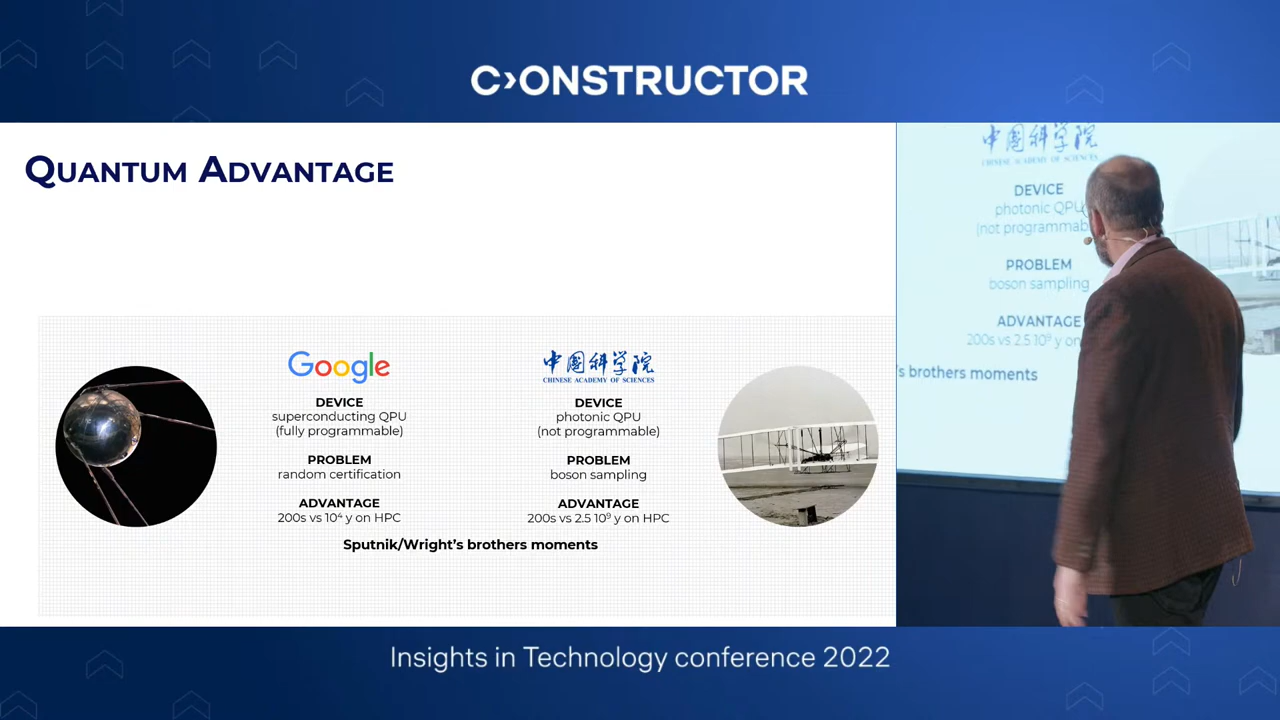 C›ONSTRUCTOR
QUANTUM ADVANTAGE
Google
DEVICE
superconducting QPU
(fully programmable)
PROBLEM
random certification
ADVANTAGE
200s vs 10⁴ y on HPC
中国科学院
CHINESE ACADEMY OF SCIENCES
DEVICE
photonic QPU
(not programmable)
PROBLEM
boson sampling
ADVANTAGE
200s vs 2.5 10⁹ y on HPC
Sputnik/Wright's brothers moments
中国科学院
CHINESE ACADEMY OF SCIENCES
DEVICE
photonic QPU
(not programmab
PROBLEM
boson sampling
ADVANTAGE
200s vs 2.5 10⁹ y on
's brothers moments
Insights in Technology conference 2022